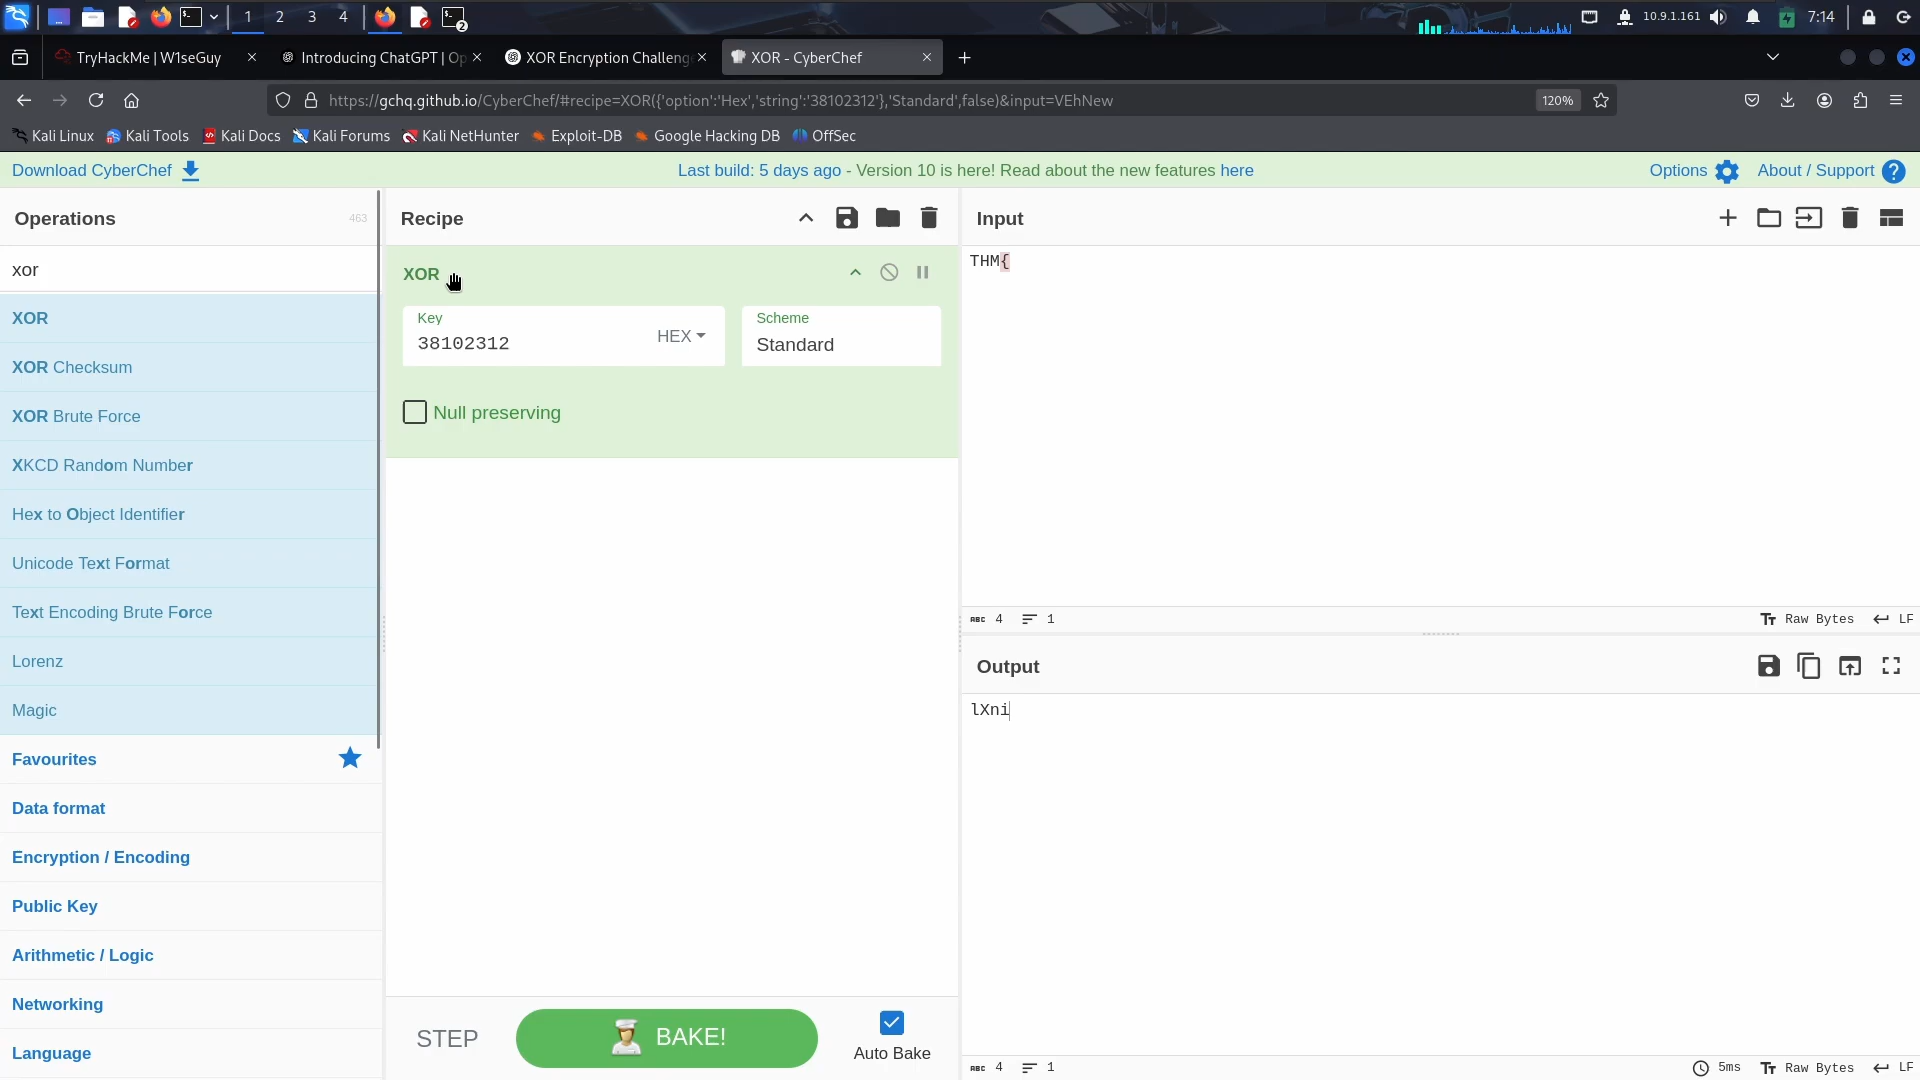 1 2 3 4 2 10.9.1.161 7:14
TryHackMe | W1seGuy Introducing ChatGPT | Op XOR Encryption Challeng XOR - CyberChef
https://gchq.github.io/CyberChef/#recipe=XOR({'option':'Hex','string':'38102312'},'Standard',false)&input=VEhNew 120%
Kali Linux Kali Tools Kali Docs Kali Forums Kali NetHunter Exploit-DB Google Hacking DB OffSec
Download CyberChef Last build: 5 days ago - Version 10 is here! Read about the new features here Options About / Support
Operations 463
xor
XOR
XOR Checksum
XOR Brute Force
XKCD Random Number
Hex to Object Identifier
Unicode Text Format
Text Encoding Brute Force
Lorenz
Magic
Favourites
Data format
Encryption / Encoding
Public Key
Arithmetic / Logic
Networking
Language
Recipe
XOR
Key
38102312
HEX
Scheme
Standard
Null preserving
STEP
BAKE!
Auto Bake
Input
THM{
ABC 4 1 Raw Bytes LF
Output
lXni
ABC 4 1 5ms Raw Bytes LF